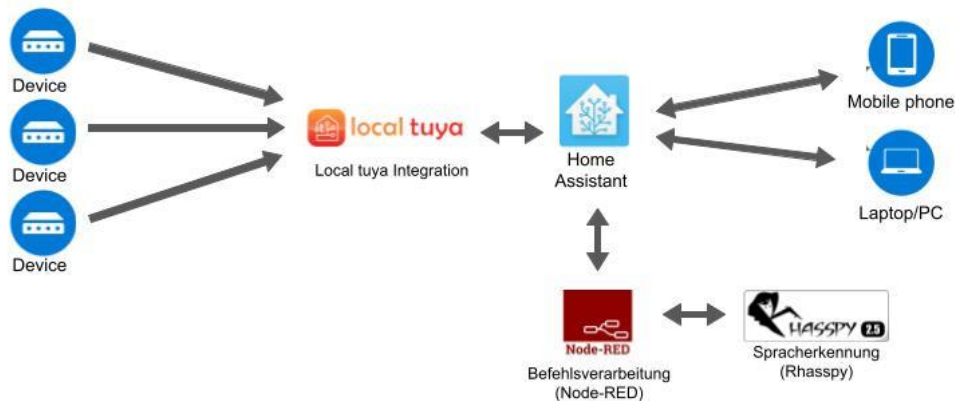 Device
Device
Device
local tuya
Local tuya Integration
Home
Assistant
Mobile phone
Laptop/PC
Node-RED
Befehlsverarbeitung
(Node-RED)
HASSPY 2.5
Spracherkennung
(Rhasspy)